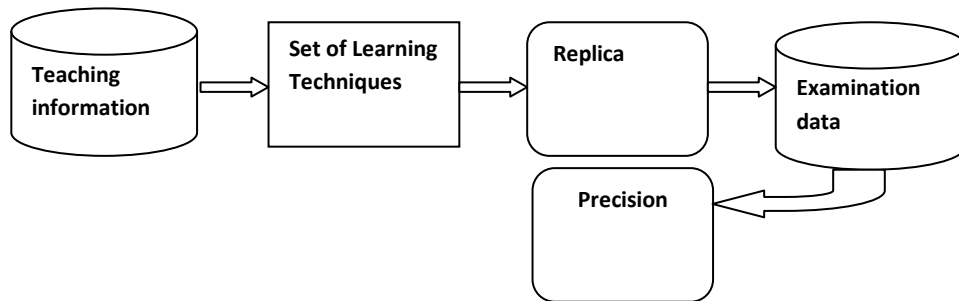 Teaching
information
Set of Learning
Techniques
Replica
Examination
data
Precision